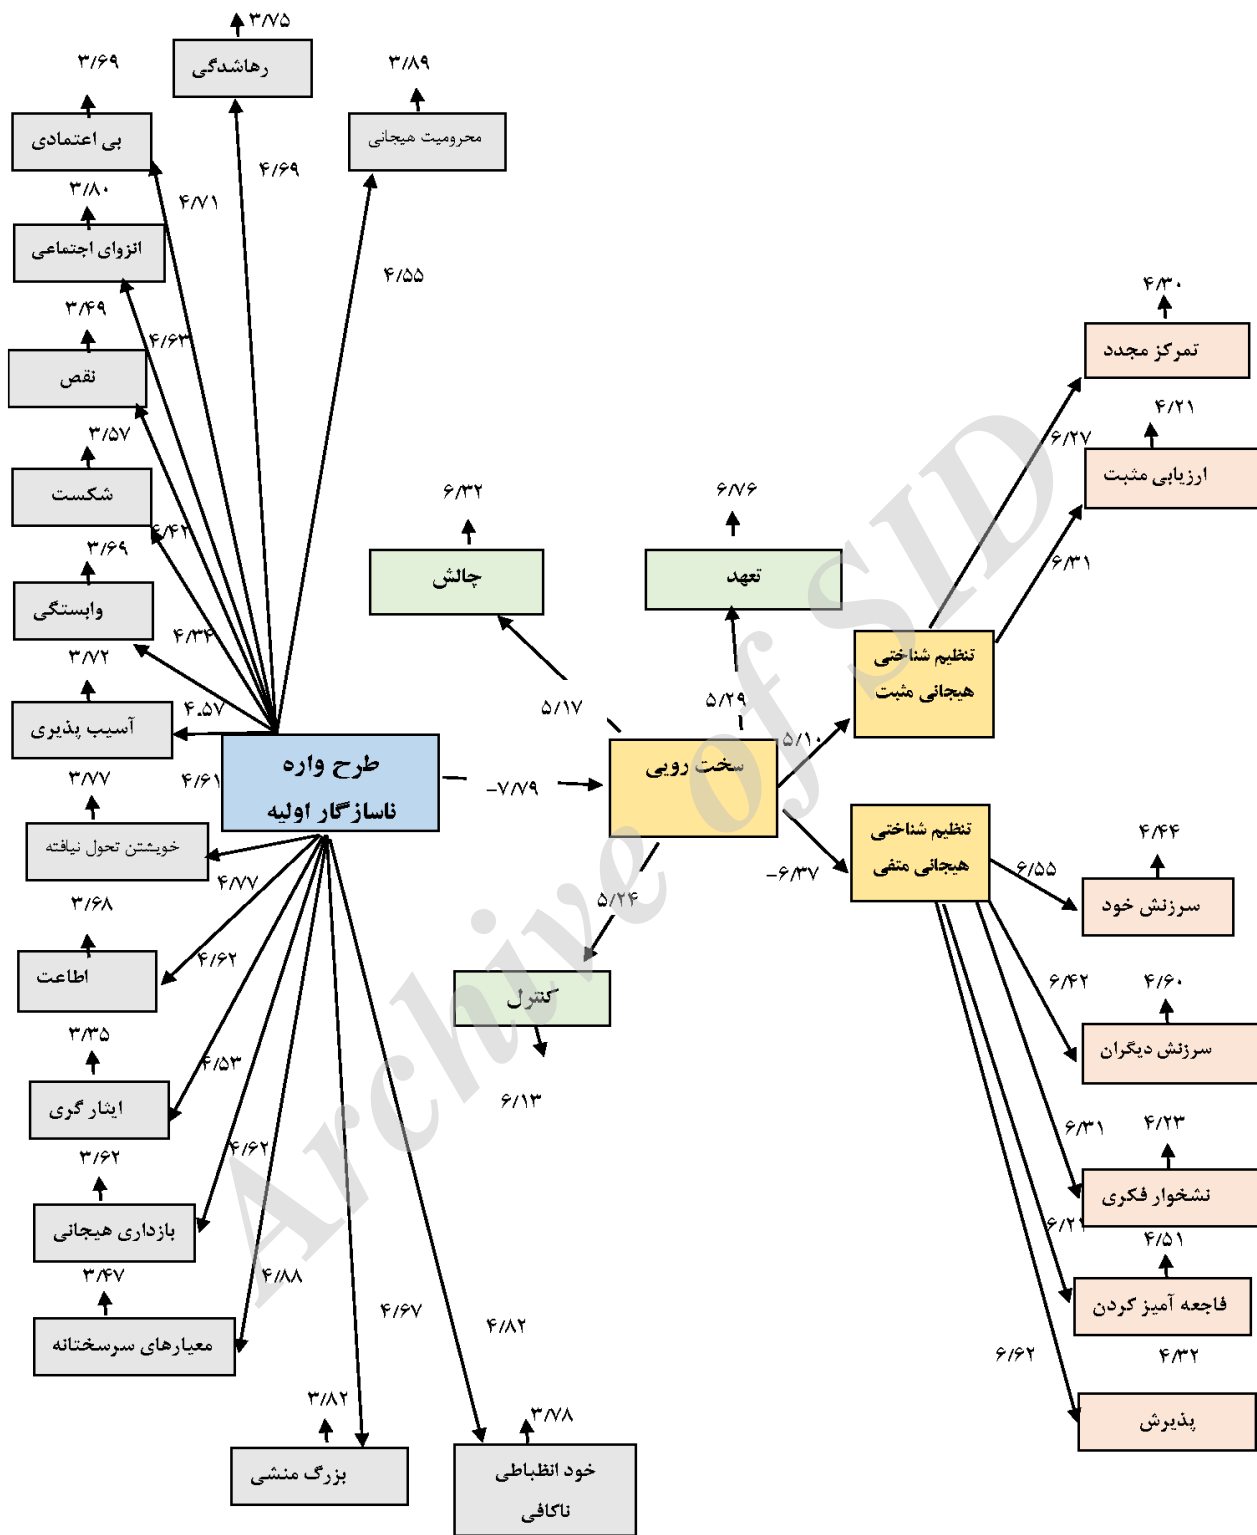 ۳/۷۵
رهاشدگی
۳/۶۹
بی اعتمادی
۳/۸۹
محرومیت هیجانی
۴/۶۹
۴/۷۱
۳/۸۰
انزوای اجتماعی
۴/۵۵
۳/۴۹
نقص
۴/۶۳
۳/۵۷
شکست
۴/۴۲
۳/۶۹
وابستگی
۴/۳۴
۳/۷۲
آسیب پذیری
۴.۵۷
۴/۶۱
طرح واره
ناسازگار اولیه
۳/۷۷
خویشتن تحول نیافته
۴/۷۷
۳/۶۸
اطاعت
۴/۶۲
۳/۳۵
ایثار گری
۴/۵۳
۳/۶۲
بازداری هیجانی
۴/۶۲
۳/۴۷
معیارهای سرسختانه
۴/۸۸
۴/۶۷
۴/۸۲
۳/۸۲
بزرگ منشی
۳/۷۸
خود انظباطی
ناکافی
−۷/۷۹
۶/۳۲
چالش
۵/۱۷
۶/۷۶
تعهد
۵/۲۹
سخت رویی
۵/۲۴
کنترل
۶/۱۳
۵/۱۰
−۶/۳۷
تنظیم شناختی
هیجانی مثبت
تنظیم شناختی
هیجانی متفی
۴/۳۰
تمرکز مجدد
۶/۲۷
۴/۲۱
ارزیابی مثبت
۶/۳۱
۴/۴۴
سرزنش خود
۶/۵۵
۴/۶۰
سرزنش دیگران
۶/۴۲
۴/۲۳
نشخوار فکری
۶/۳۱
۶/۲۱
۴/۵۱
فاجعه آمیز کردن
۴/۳۲
۶/۶۲
پذیرش
Archive of SID